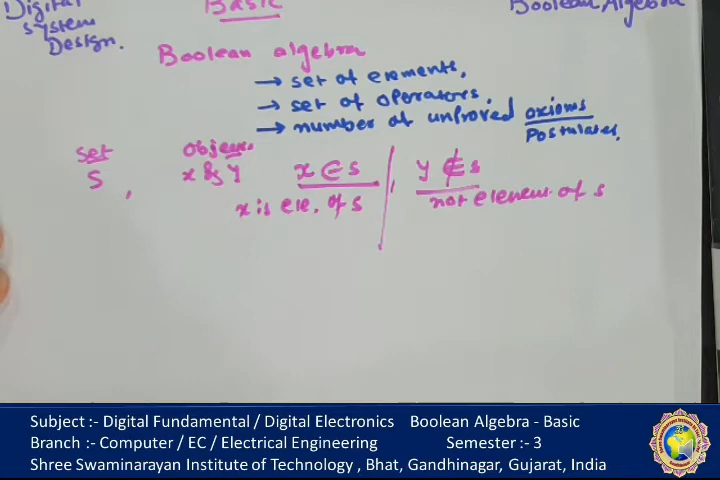 Digital Basic Boolean Algebra
System
Design.
Boolean algebra
→ set of elements.
→ set of operators.
→ number of unproved axioms
Postulates.
set objects
S, x & y x ∈ s y ∉ s
x is ele. of s not element of s
Subject :- Digital Fundamental / Digital Electronics Boolean Algebra - Basic
Branch :- Computer / EC / Electrical Engineering Semester :- 3
Shree Swaminarayan Institute of Technology , Bhat, Gandhinagar, Gujarat, India